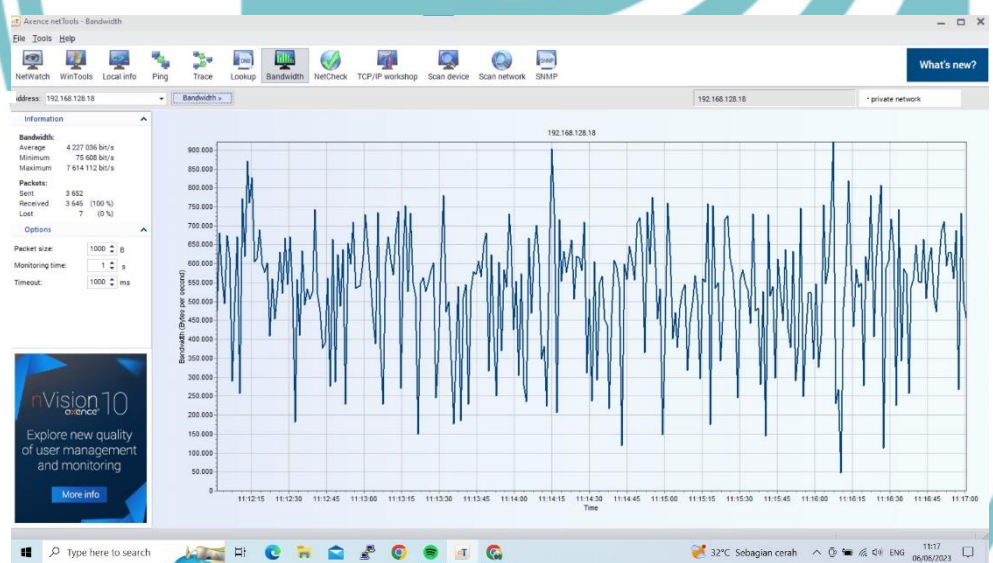 Axence netTools - Bandwidth
File Tools Help
NetWatch WinTools Local info Ping Trace Lookup Bandwidth NetCheck TCP/IP workshop Scan device Scan network SNMP
What's new?
address: 192.168.128.18 Bandwidth » 192.168.128.18 - private network
Information
Bandwidth:
Average 4 227 036 bit/s
Minimum 75 608 bit/s
Maximum 7 614 112 bit/s
Packets:
Sent 3 652
Received 3 645 (100 %)
Lost 7 (0 %)
Options
Packet size: 1000 B
Monitoring time: 1 s
Timeout: 1000 ms
nVision 10
axence
Explore new quality
of user management
and monitoring
More info
192.168.128.18
Bandwidth (Bytes per second)
900.000
850.000
800.000
750.000
700.000
650.000
600.000
550.000
500.000
450.000
400.000
350.000
300.000
250.000
200.000
150.000
100.000
50.000
0
11:12:15 11:12:30 11:12:45 11:13:00 11:13:15 11:13:30 11:13:45 11:14:00 11:14:15 11:14:30 11:14:45 11:15:00 11:15:15 11:15:30 11:15:45 11:16:00 11:16:15 11:16:30 11:16:45 11:17:00
Time
Type here to search
32°C Sebagian cerah ENG 11:17
06/06/2023